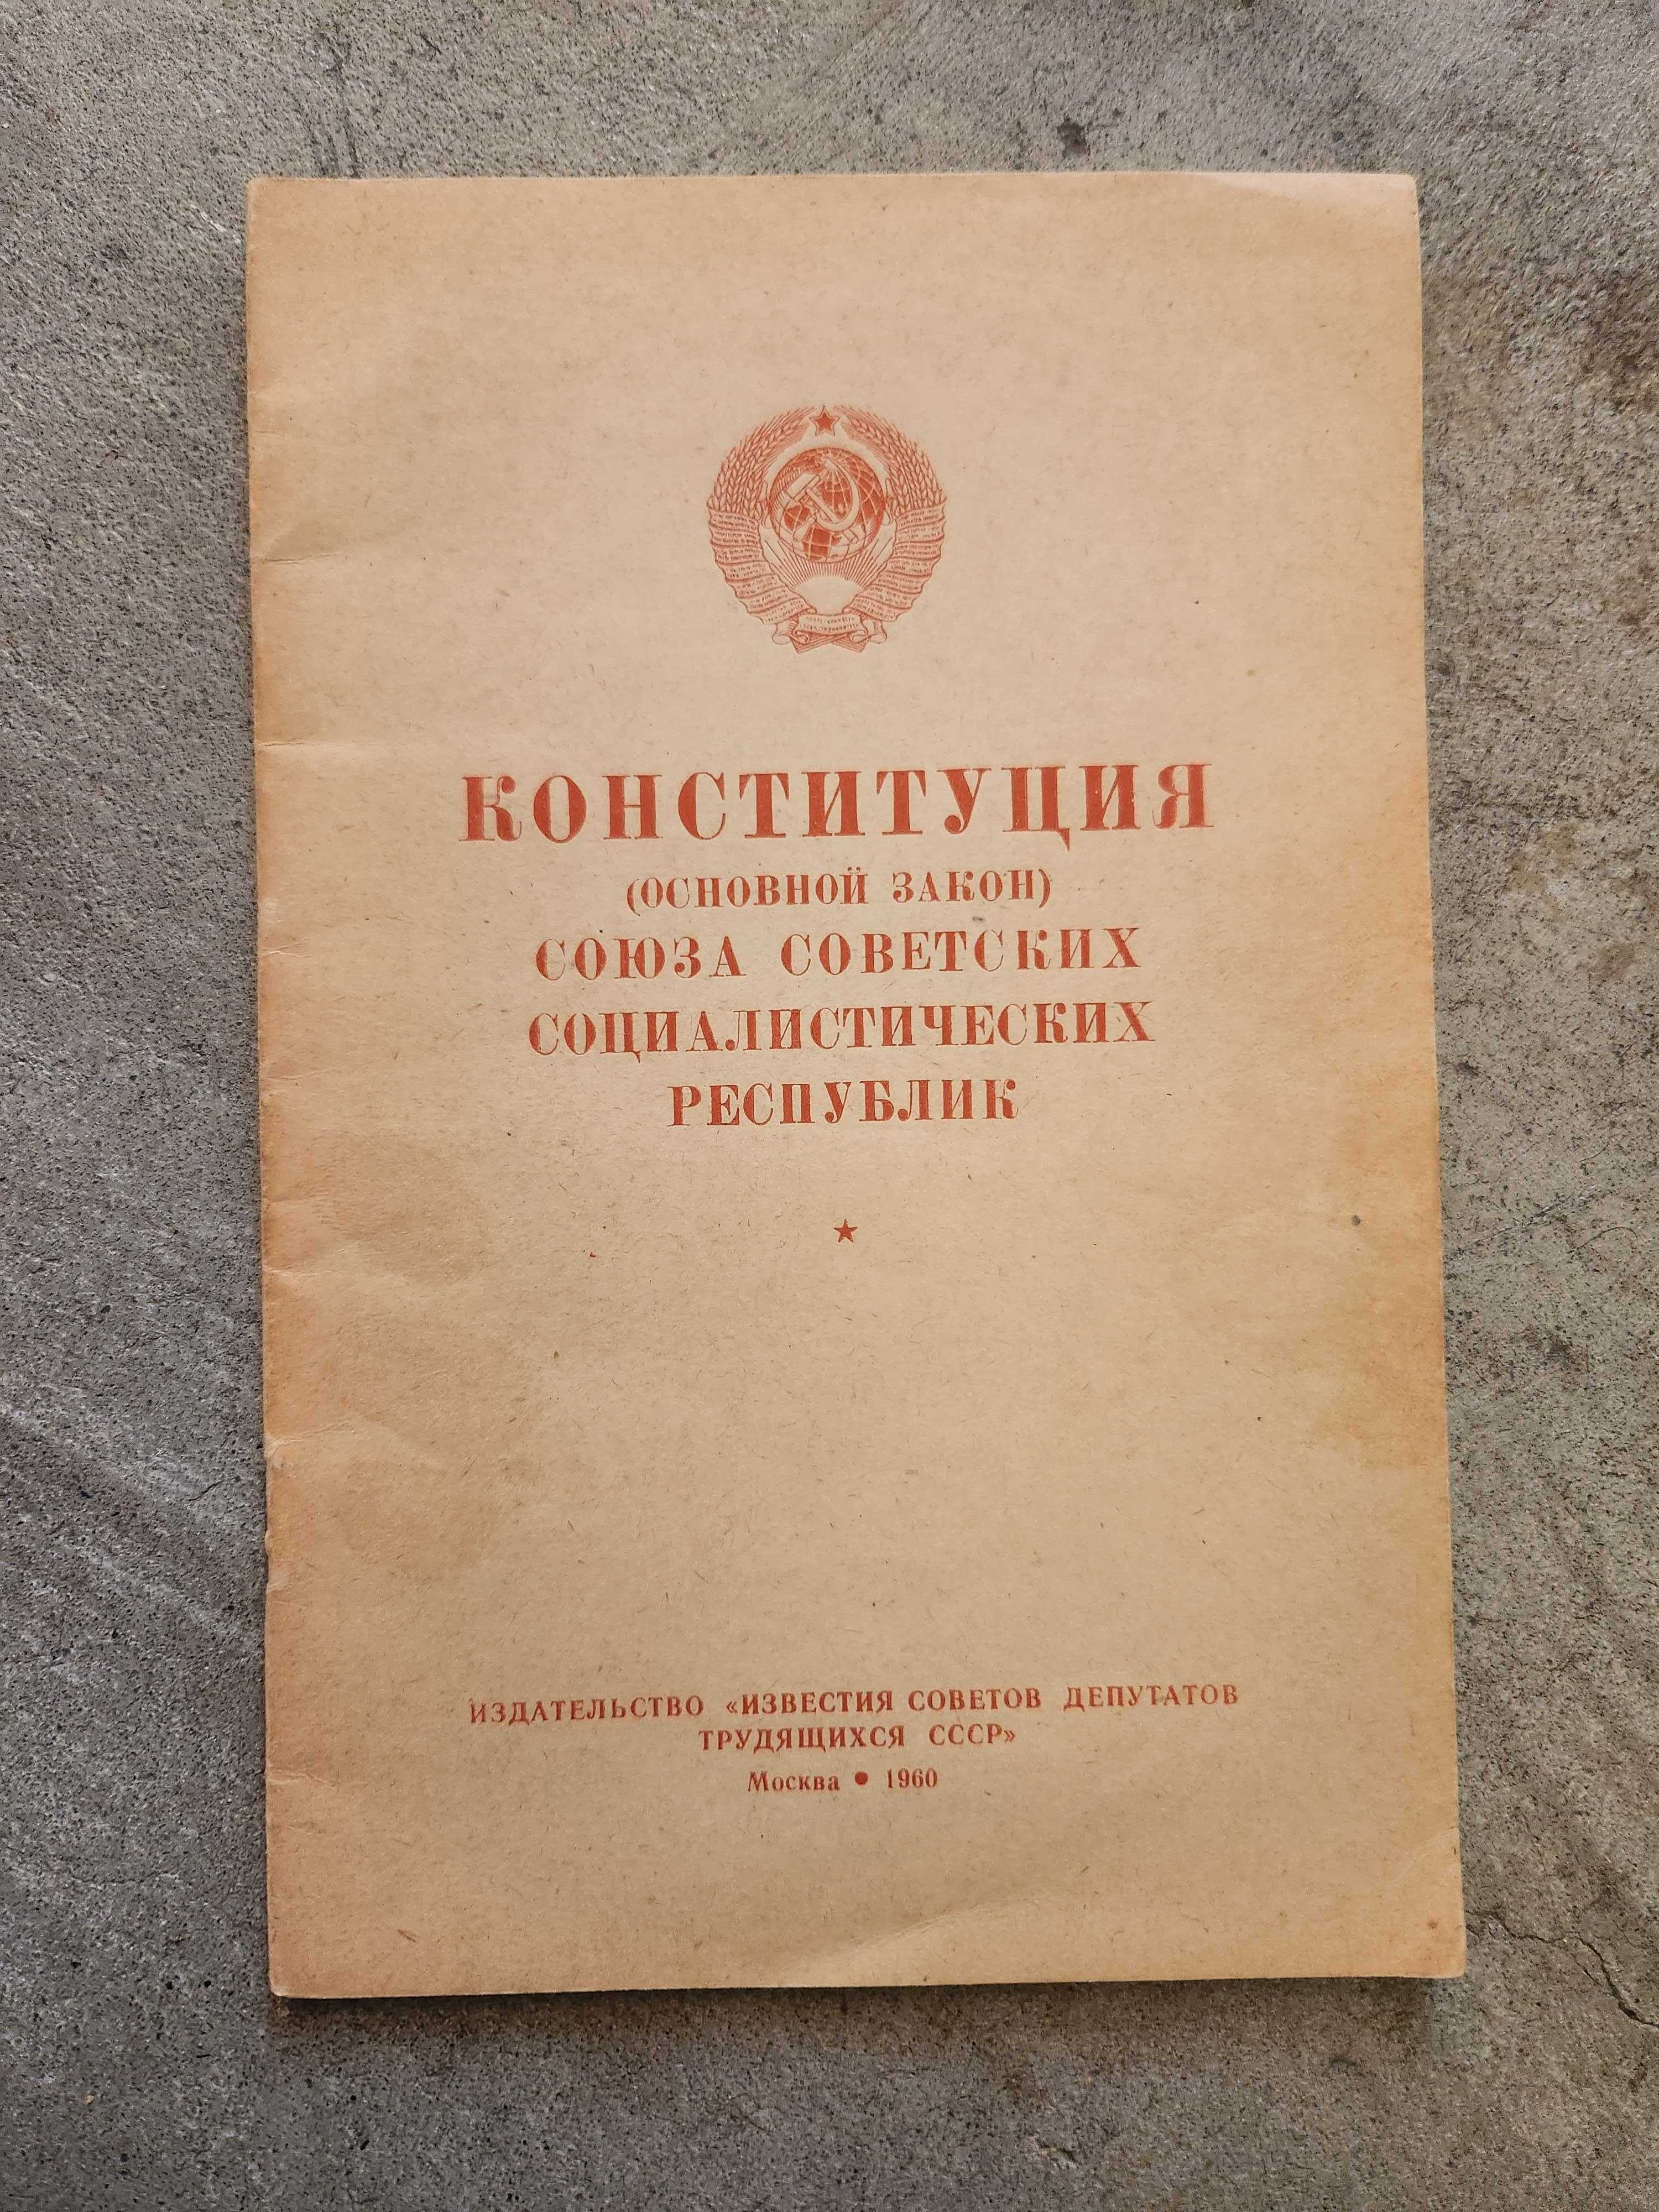 КОНСТИТУЦИЯ
(ОСНОВНОЙ ЗАКОН)
СОЮЗА СОВЕТСКИХ
СОЦИАЛИСТИЧЕСКИХ
РЕСПУБЛИК
ИЗДАТЕЛЬСТВО «ИЗВЕСТИЯ СОВЕТОВ ДЕПУТАТОВ
ТРУДЯЩИХСЯ СССР»
Москва • 1960